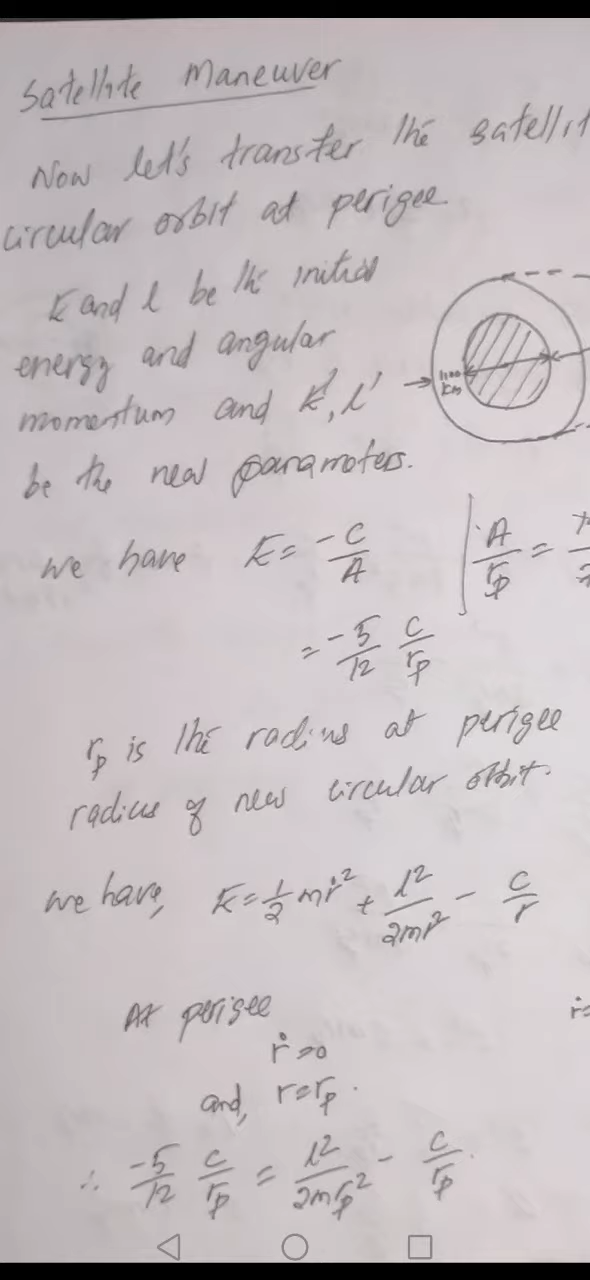 Satellite Maneuver
Now let's transfer the satellit
circular orbit at perigee.
E and l be the initial
energy and angular
momentum and E', l'
be the new parameters.
1100 km
we have E = -C/A | A/rp =
= -5/12 C/rp
rp is the radius at perigee
radius of new circular orbit.
we have, E = 1/2 mṙ² + l²/2mr² - C/r
At perigee ṙ=
ṙ = 0
and, r = rp.
∴ -5/12 C/rp = l²/2mrp² - C/rp.